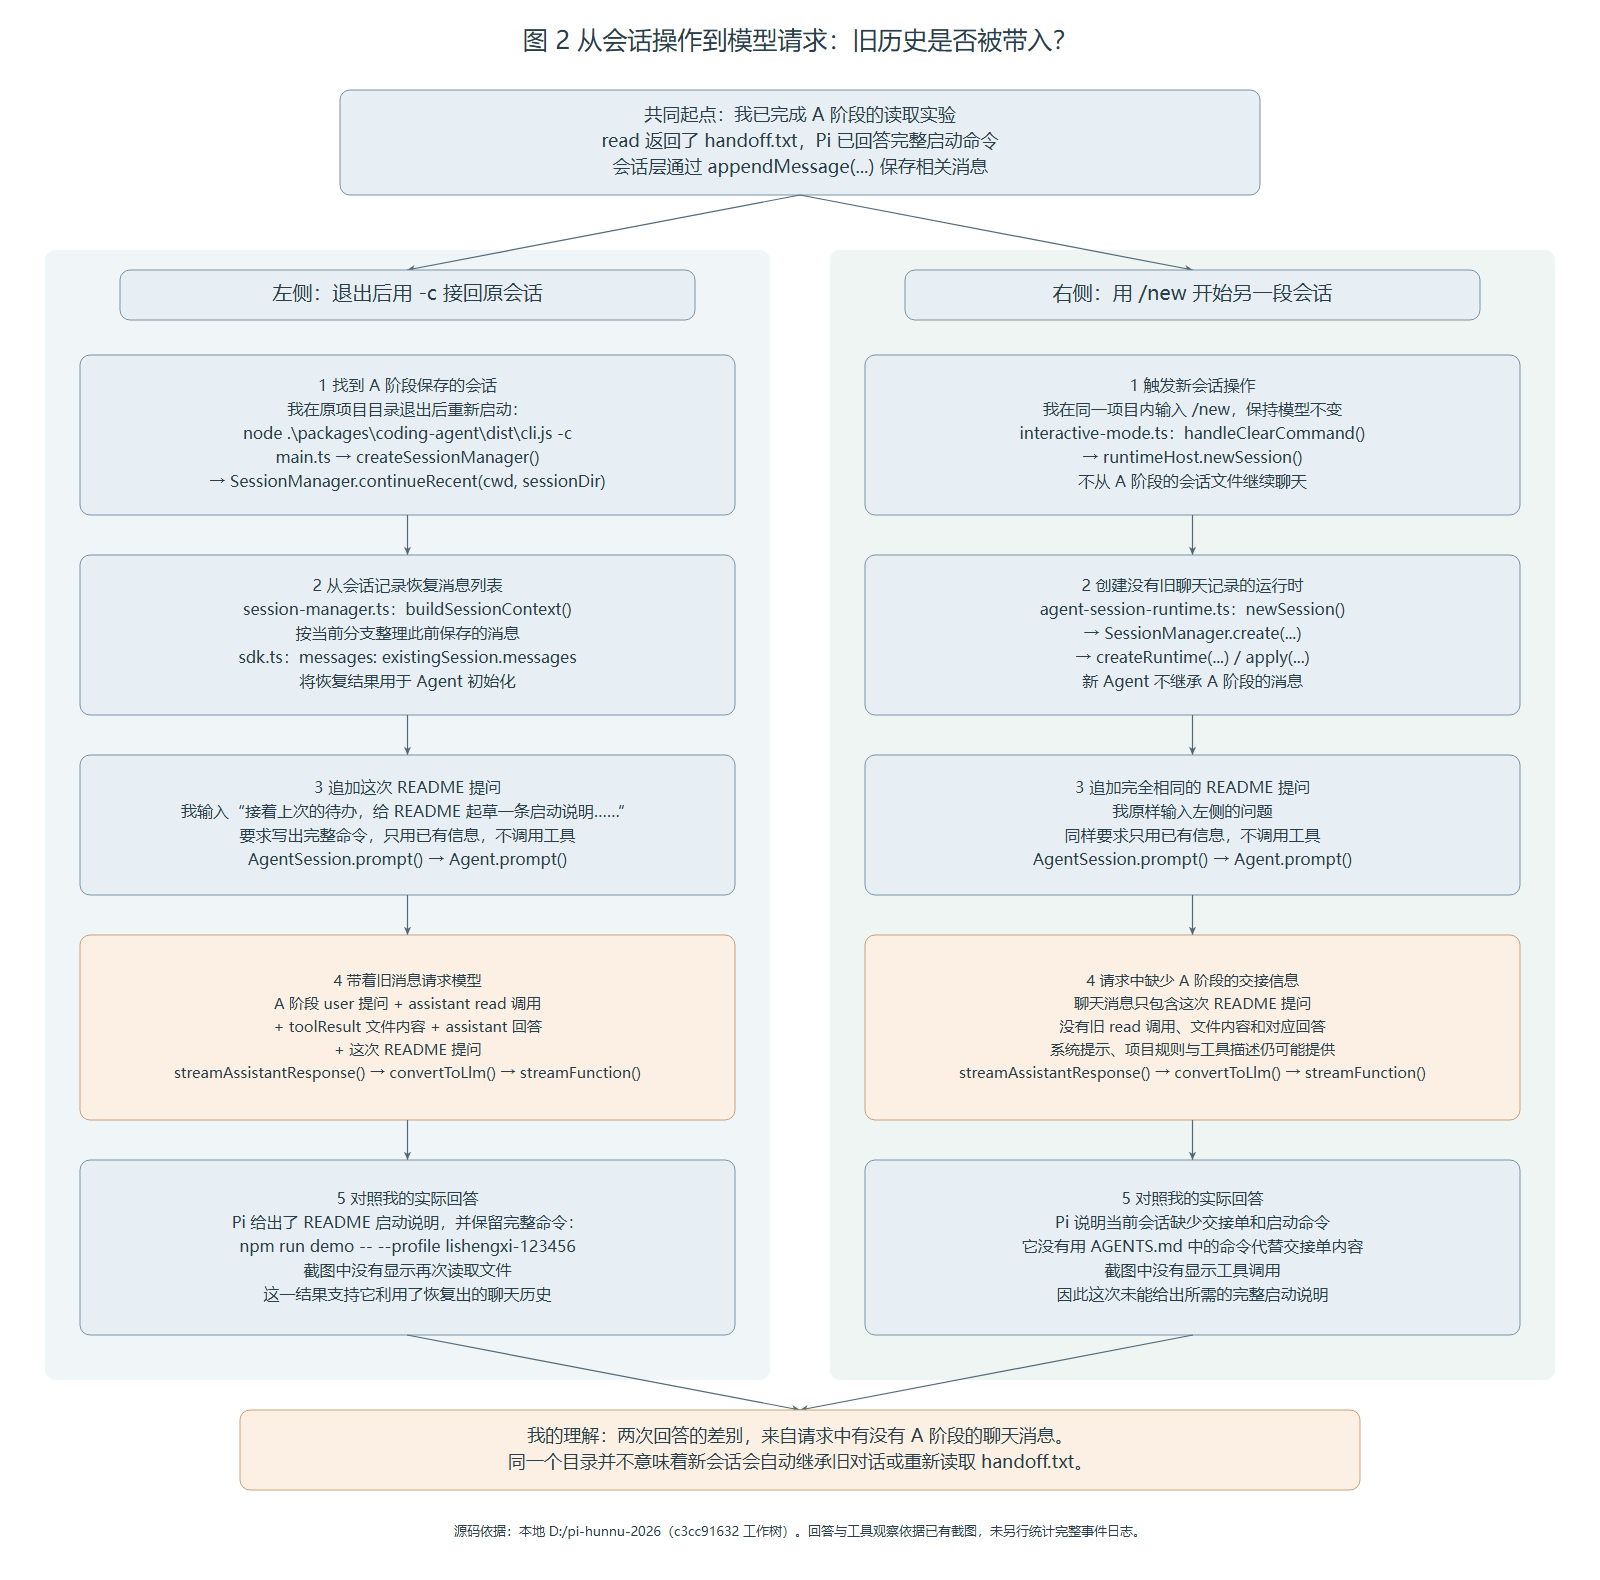 图 2 从会话操作到模型请求：旧历史是否被带入？
共同起点：我已完成 A 阶段的读取实验
read 返回了 handoff.txt，Pi 已回答完整启动命令
会话层通过 appendMessage(...) 保存相关消息
左侧：退出后用 -c 接回原会话
1 找到 A 阶段保存的会话
我在原项目目录退出后重新启动：
node .\packages\coding-agent\dist\cli.js -c
main.ts → createSessionManager()
→ SessionManager.continueRecent(cwd, sessionDir)
2 从会话记录恢复消息列表
session-manager.ts：buildSessionContext()
按当前分支整理此前保存的消息
sdk.ts：messages: existingSession.messages
将恢复结果用于 Agent 初始化
3 追加这次 README 提问
我输入“接着上次的待办，给 README 起草一条启动说明……”
要求写出完整命令，只用已有信息，不调用工具
AgentSession.prompt() → Agent.prompt()
4 带着旧消息请求模型
A 阶段 user 提问 + assistant read 调用
+ toolResult 文件内容 + assistant 回答
+ 这次 README 提问
streamAssistantResponse() → convertToLlm() → streamFunction()
5 对照我的实际回答
Pi 给出了 README 启动说明，并保留完整命令：
npm run demo -- --profile lishengxi-123456
截图中没有显示再次读取文件
这一结果支持它利用了恢复出的聊天历史
右侧：用 /new 开始另一段会话
1 触发新会话操作
我在同一项目内输入 /new，保持模型不变
interactive-mode.ts：handleClearCommand()
→ runtimeHost.newSession()
不从 A 阶段的会话文件继续聊天
2 创建没有旧聊天记录的运行时
agent-session-runtime.ts：newSession()
→ SessionManager.create(...)
→ createRuntime(...) / apply(...)
新 Agent 不继承 A 阶段的消息
3 追加完全相同的 README 提问
我原样输入左侧的问题
同样要求只用已有信息，不调用工具
AgentSession.prompt() → Agent.prompt()
4 请求中缺少 A 阶段的交接信息
聊天消息只包含这次 README 提问
没有旧 read 调用、文件内容和对应回答
系统提示、项目规则与工具描述仍可能提供
streamAssistantResponse() → convertToLlm() → streamFunction()
5 对照我的实际回答
Pi 说明当前会话缺少交接单和启动命令
它没有用 AGENTS.md 中的命令代替交接单内容
截图中没有显示工具调用
因此这次未能给出所需的完整启动说明
我的理解：两次回答的差别，来自请求中有没有 A 阶段的聊天消息。
同一个目录并不意味着新会话会自动继承旧对话或重新读取 handoff.txt。
源码依据：本地 D:/pi-hunnu-2026（c3cc91632 工作树）。回答与工具观察依据已有截图，未另行统计完整事件日志。